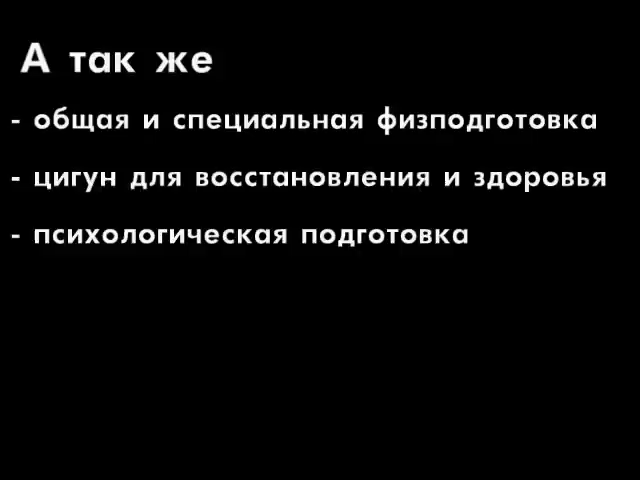 А так же
- общая и специальная физподготовка
- цигун для восстановления и здоровья
- психологическая подготовка